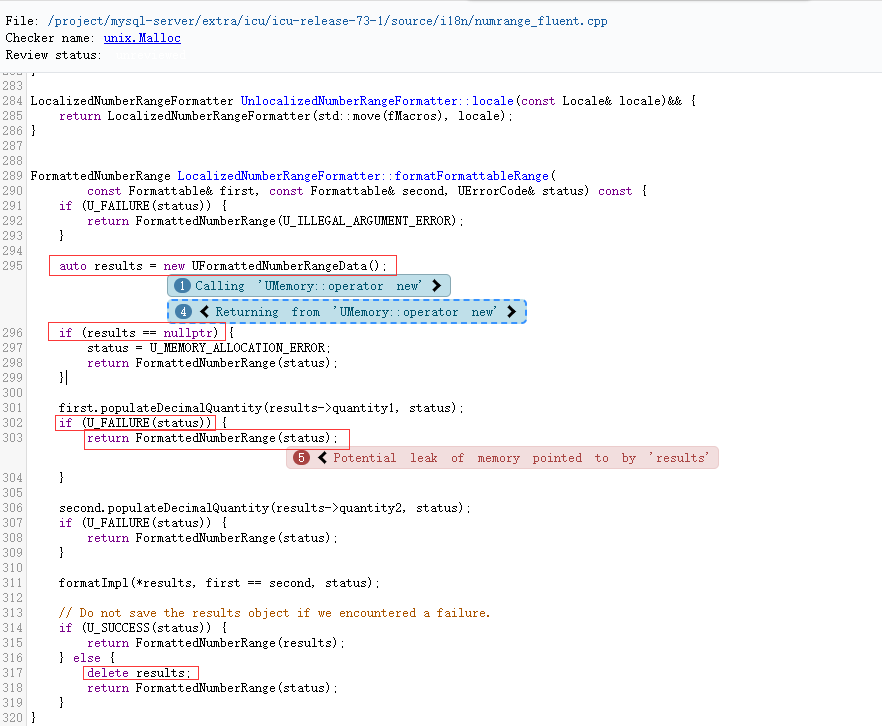 File: /project/mysql-server/extra/icu/icu-release-73-1/source/i18n/numrange_fluent.cpp
Checker name: unix.Malloc
Review status:
283
284 LocalizedNumberRangeFormatter UnlocalizedNumberRangeFormatter::locale(const Locale& locale)&& {
285     return LocalizedNumberRangeFormatter(std::move(fMacros), locale);
286 }
287
288
289 FormattedNumberRange LocalizedNumberRangeFormatter::formatFormattableRange(
290         const Formattable& first, const Formattable& second, UErrorCode& status) const {
291     if (U_FAILURE(status)) {
292         return FormattedNumberRange(U_ILLEGAL_ARGUMENT_ERROR);
293     }
294
295     auto results = new UFormattedNumberRangeData();
1 Calling 'UMemory::operator new' ❯
4 ❮ Returning from 'UMemory::operator new' ❯
296     if (results == nullptr) {
297         status = U_MEMORY_ALLOCATION_ERROR;
298         return FormattedNumberRange(status);
299     }
300
301     first.populateDecimalQuantity(results->quantity1, status);
302     if (U_FAILURE(status)) {
303         return FormattedNumberRange(status);
5 ❮ Potential leak of memory pointed to by 'results'
304     }
305
306     second.populateDecimalQuantity(results->quantity2, status);
307     if (U_FAILURE(status)) {
308         return FormattedNumberRange(status);
309     }
310
311     formatImpl(*results, first == second, status);
312
313     // Do not save the results object if we encountered a failure.
314     if (U_SUCCESS(status)) {
315         return FormattedNumberRange(results);
316     } else {
317         delete results;
318         return FormattedNumberRange(status);
319     }
320 }